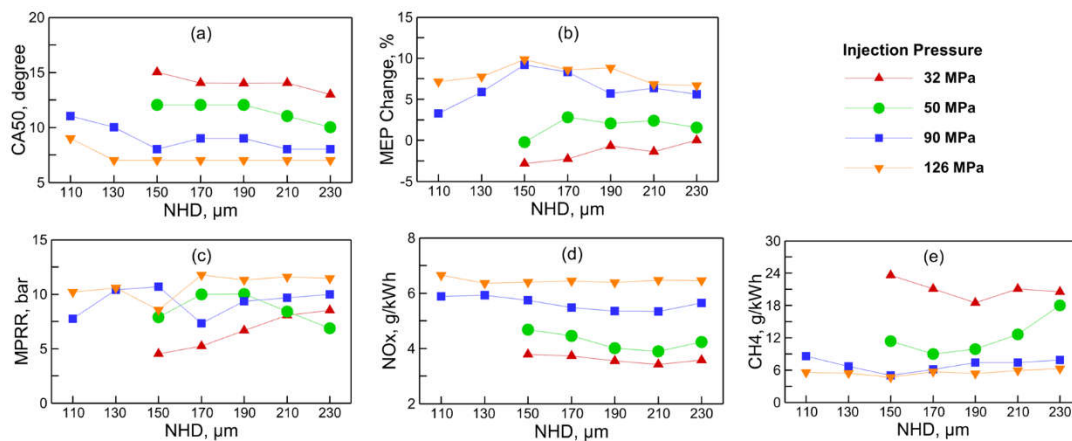 (a)
CA50, degree
20
15
10
5
110 130 150 170 190 210 230
NHD, µm
(b)
MEP Change, %
15
10
5
0
-5
110 130 150 170 190 210 230
NHD, µm
Injection Pressure
32 MPa
50 MPa
90 MPa
126 MPa
(c)
MPRR, bar
15
10
5
0
110 130 150 170 190 210 230
NHD, µm
(d)
NOx, g/kWh
8
6
4
2
110 130 150 170 190 210 230
NHD, µm
(e)
CH4, g/kWh
30
24
18
12
6
0
110 130 150 170 190 210 230
NHD, µm